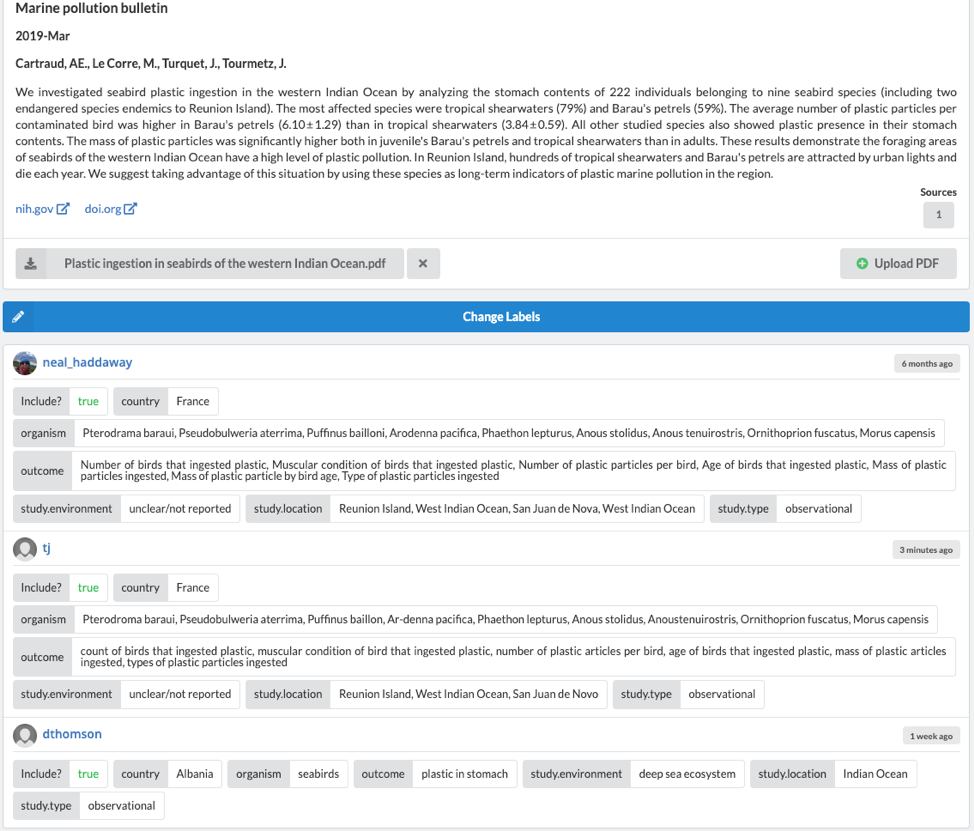 Marine pollution bulletin
2019-Mar
Cartraud, AE., Le Corre, M., Turquet, J., Tourmetz, J.
We investigated seabird plastic ingestion in the western Indian Ocean by analyzing the stomach contents of 222 individuals belonging to nine seabird species (including two
endangered species endemics to Reunion Island). The most affected species were tropical shearwaters (79%) and Barau's petrels (59%). The average number of plastic particles per
contaminated bird was higher in Barau's petrels (6.10±1.29) than in tropical shearwaters (3.84±0.59). All other studied species also showed plastic presence in their stomach
contents. The mass of plastic particles was significantly higher both in juvenile's Barau's petrels and tropical shearwaters than in adults. These results demonstrate the foraging areas
of seabirds of the western Indian Ocean have a high level of plastic pollution. In Reunion Island, hundreds of tropical shearwaters and Barau's petrels are attracted by urban lights and
die each year. We suggest taking advantage of this situation by using these species as long-term indicators of plastic marine pollution in the region.
Sources
nih.gov doi.org 1
Plastic ingestion in seabirds of the western Indian Ocean.pdf Upload PDF
Change Labels
neal_haddaway 6 months ago
Include? true country France
organism Pterodrama baraui, Pseudobulweria aterrima, Puffinus bailloni, Arodenna pacifica, Phaethon lepturus, Anous stolidus, Anous tenuirostris, Ornithoprion fuscatus, Morus capensis
outcome Number of birds that ingested plastic, Muscular condition of birds that ingested plastic, Number of plastic particles per bird, Age of birds that ingested plastic, Mass of plastic
particles ingested, Mass of plastic particle by bird age, Type of plastic particles ingested
study.environment unclear/not reported study.location Reunion Island, West Indian Ocean, San Juan de Nova, West Indian Ocean study.type observational
tj 3 minutes ago
Include? true country France
organism Pterodroma baraui, Pseudobulweria aterrima, Puffinus baillon, Ar-denna pacifica, Phaethon lepturus, Anous stolidus, Anoustenuirostris, Ornithoprion fuscatus, Morus capensis
outcome count of birds that ingested plastic, muscular condition of bird that ingested plastic, number of plastic articles per bird, age of birds that ingested plastic, mass of plastic articles
ingested, types of plastic particles ingested
study.environment unclear/not reported study.location Reunion Island, West Indian Ocean, San Juan de Novo study.type observational
dthomson 1 week ago
Include? true country Albania organism seabirds outcome plastic in stomach study.environment deep sea ecosystem study.location Indian Ocean
study.type observational